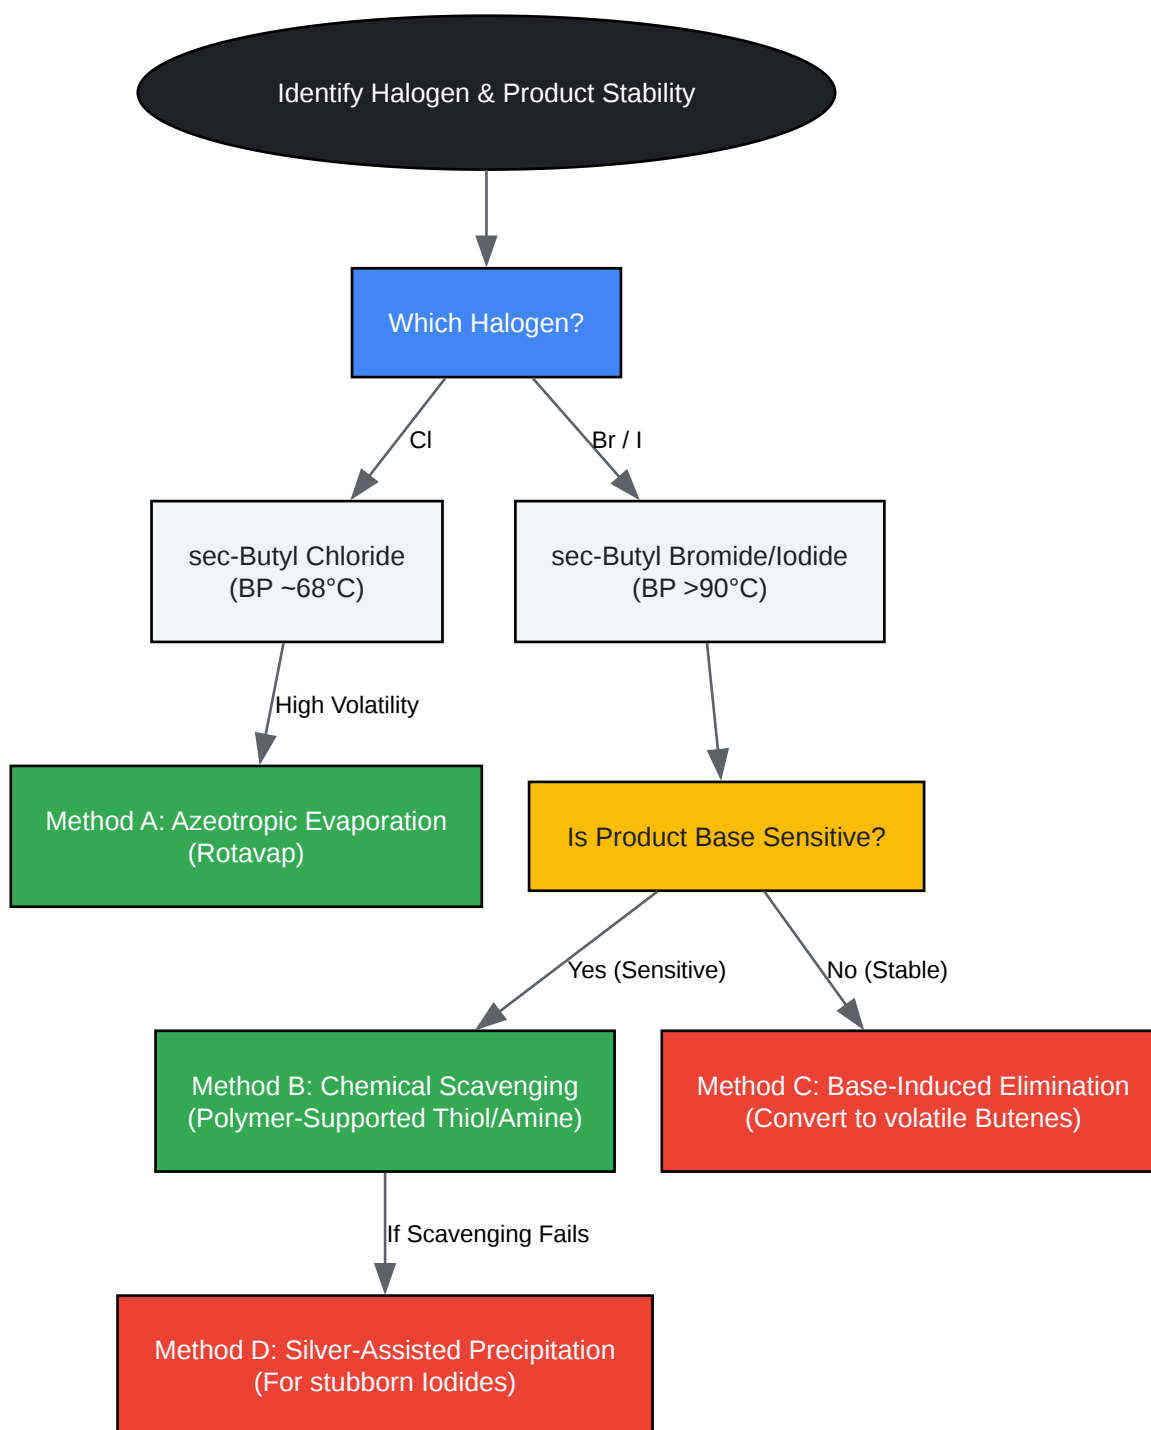 Identify Halogen & Product Stability
Which Halogen?
Cl
Br / I
sec-Butyl Chloride
(BP ~68°C)
sec-Butyl Bromide/Iodide
(BP >90°C)
High Volatility
Method A: Azeotropic Evaporation
(Rotavap)
Is Product Base Sensitive?
Yes (Sensitive)
No (Stable)
Method B: Chemical Scavenging
(Polymer-Supported Thiol/Amine)
Method C: Base-Induced Elimination
(Convert to volatile Butenes)
If Scavenging Fails
Method D: Silver-Assisted Precipitation
(For stubborn Iodides)